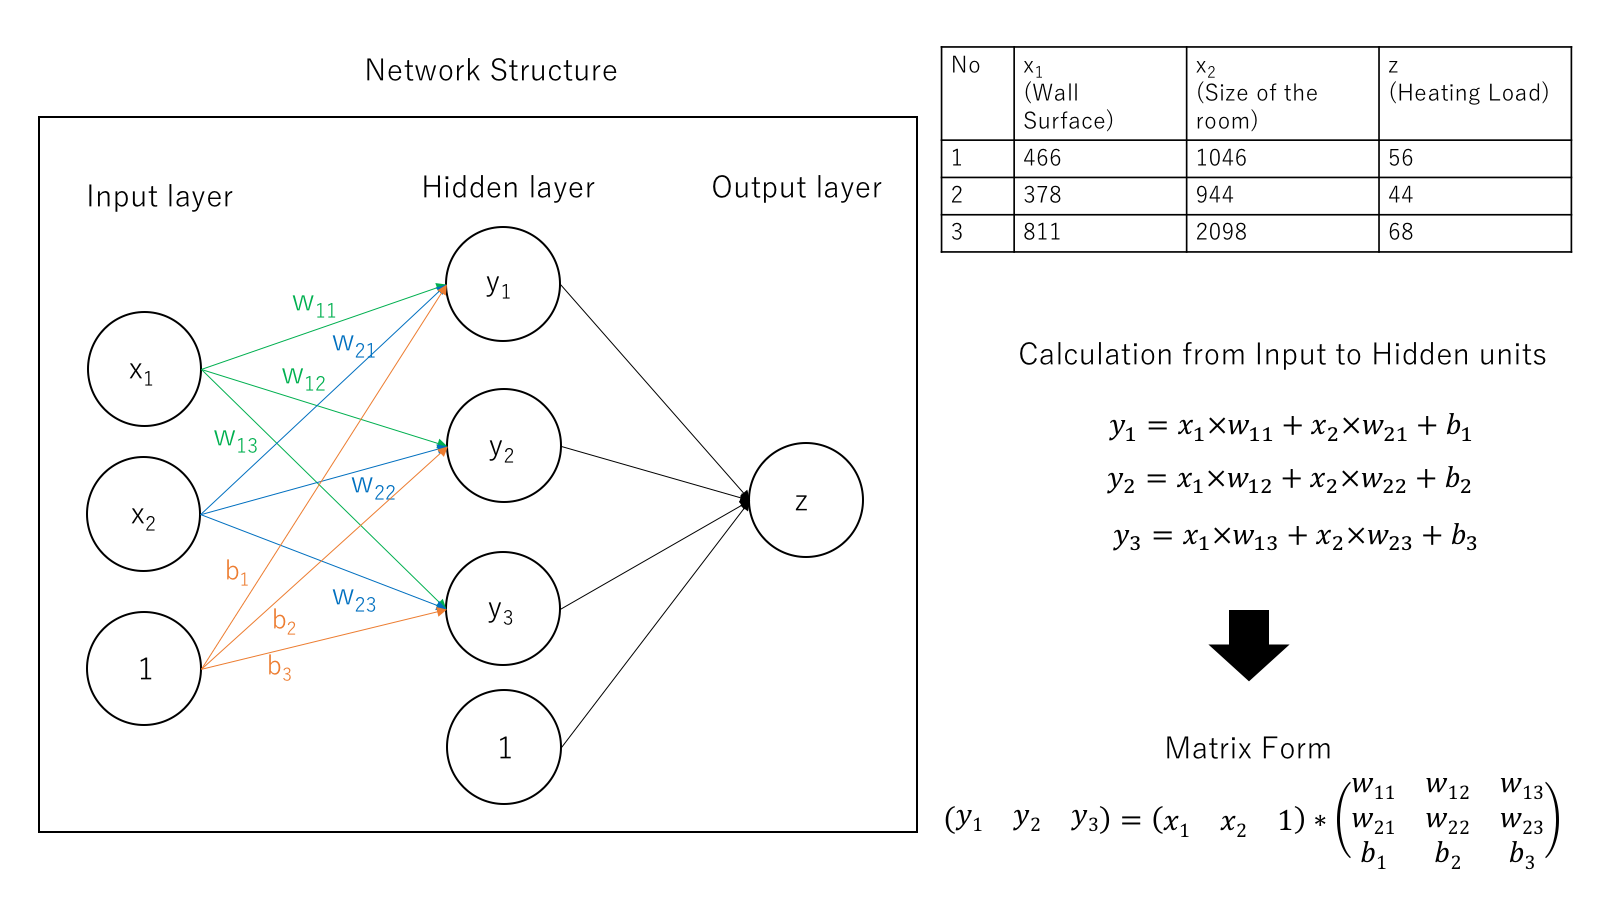 Network Structure
Input layer
Hidden layer
Output layer
x₁
x₂
1
w₁₁
w₂₁
w₁₂
w₁₃
w₂₂
b₁
w₂₃
b₂
b₃
y₁
y₂
y₃
1
z
No x₁ (Wall Surface) x₂ (Size of the room) z (Heating Load)
1 466 1046 56
2 378 944 44
3 811 2098 68
Calculation from Input to Hidden units
y₁ = x₁×w₁₁ + x₂×w₂₁ + b₁
y₂ = x₁×w₁₂ + x₂×w₂₂ + b₂
y₃ = x₁×w₁₃ + x₂×w₂₃ + b₃
Matrix Form
(y₁ y₂ y₃) = (x₁ x₂ 1) *
w₁₁ w₁₂ w₁₃
w₂₁ w₂₂ w₂₃
b₁ b₂ b₃